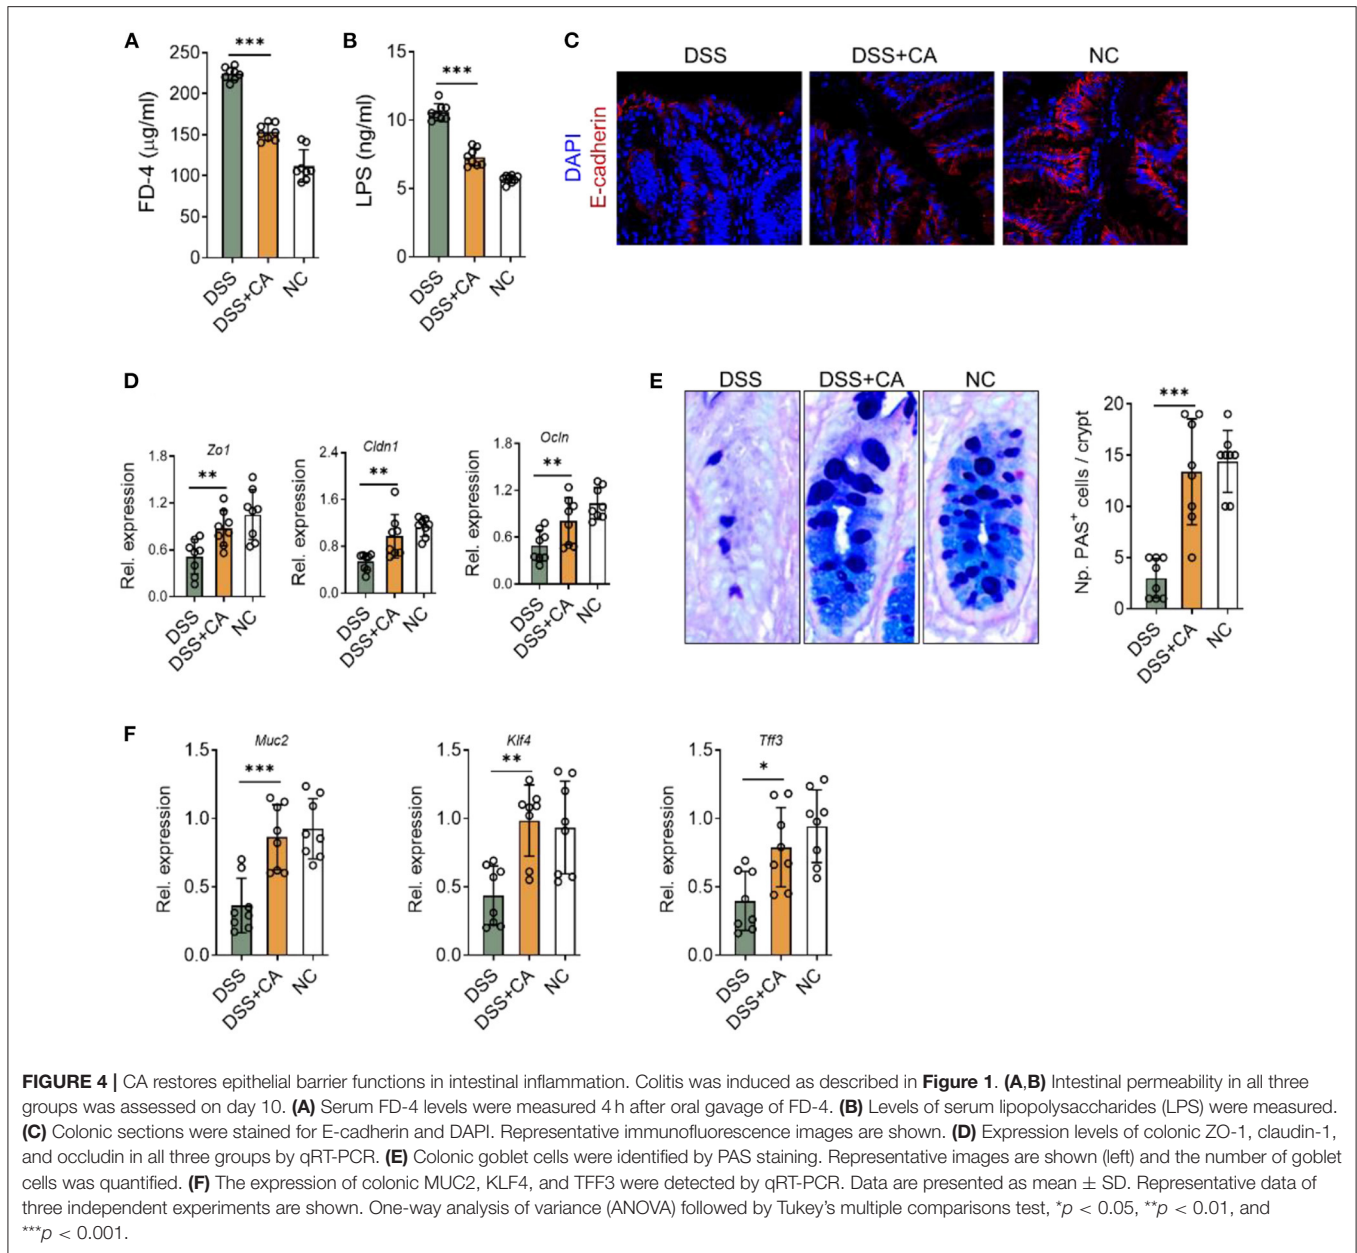 A
250
200
150
100
50
0
FD-4 (μg/ml)
***
DSS
DSS+CA
NC
B
15
10
5
0
LPS (ng/ml)
***
DSS
DSS+CA
NC
C
DSS
DSS+CA
NC
DAPI
E-cadherin
D
Zo1
1.8
1.2
0.6
0.0
Rel. expression
**
DSS
DSS+CA
NC
Cldn1
2.4
1.6
0.8
0.0
Rel. expression
**
DSS
DSS+CA
NC
Ocln
1.8
1.2
0.6
0.0
Rel. expression
**
DSS
DSS+CA
NC
E
DSS
DSS+CA
NC
20
15
10
5
0
Np. PAS+ cells / crypt
***
DSS
DSS+CA
NC
F
Muc2
1.5
1.0
0.5
0.0
Rel. expression
***
DSS
DSS+CA
NC
Klf4
1.5
1.0
0.5
0.0
Rel. expression
**
DSS
DSS+CA
NC
Tff3
1.5
1.0
0.5
0.0
Rel. expression
*
DSS
DSS+CA
NC
FIGURE 4 | CA restores epithelial barrier functions in intestinal inflammation. Colitis was induced as described in Figure 1. (A,B) Intestinal permeability in all three
groups was assessed on day 10. (A) Serum FD-4 levels were measured 4 h after oral gavage of FD-4. (B) Levels of serum lipopolysaccharides (LPS) were measured.
(C) Colonic sections were stained for E-cadherin and DAPI. Representative immunofluorescence images are shown. (D) Expression levels of colonic ZO-1, claudin-1,
and occludin in all three groups by qRT-PCR. (E) Colonic goblet cells were identified by PAS staining. Representative images are shown (left) and the number of goblet
cells was quantified. (F) The expression of colonic MUC2, KLF4, and TFF3 were detected by qRT-PCR. Data are presented as mean ± SD. Representative data of
three independent experiments are shown. One-way analysis of variance (ANOVA) followed by Tukey's multiple comparisons test, *p < 0.05, **p < 0.01, and
***p < 0.001.